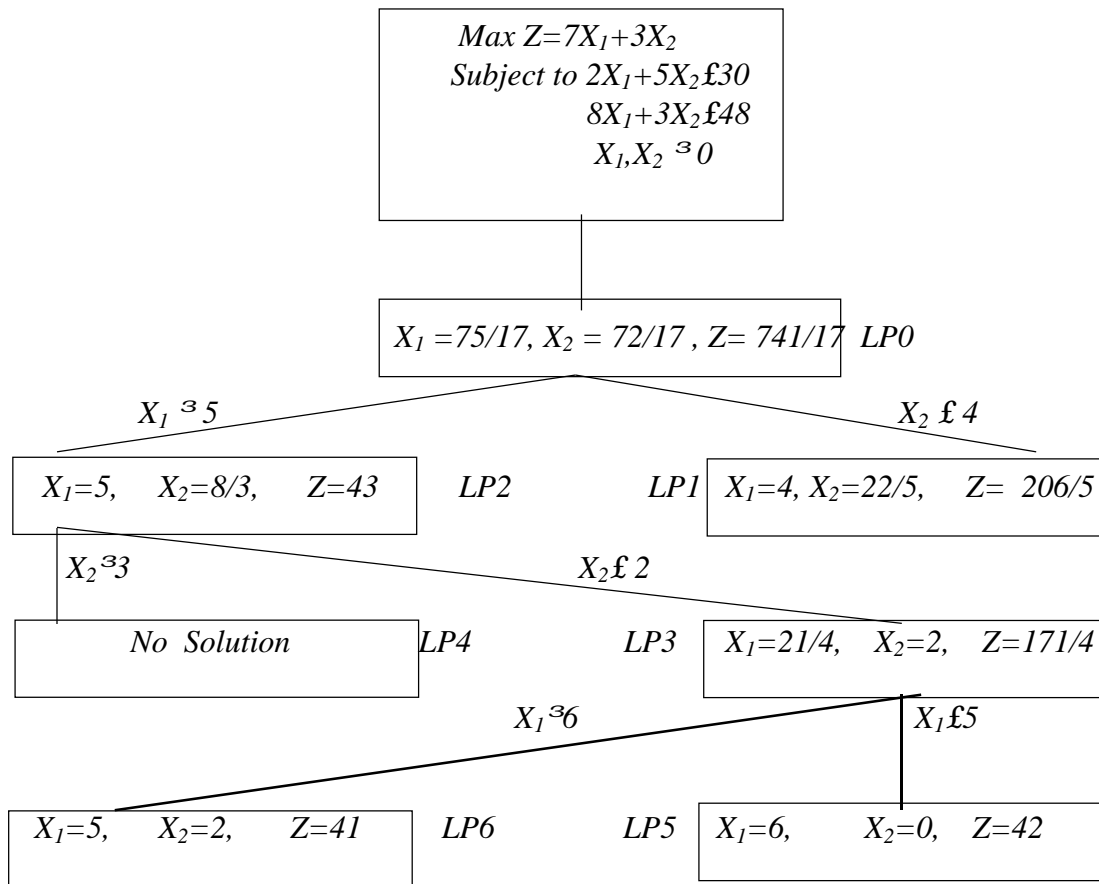 Max Z=7X₁+3X₂
Subject to 2X₁+5X₂£30
8X₁+3X₂£48
X₁,X₂ ³ 0
X₁ =75/17, X₂ = 72/17 , Z= 741/17 LP0
X₁ ³ 5
X₂ £ 4
X₁=5, X₂=8/3, Z=43 LP2
LP1 X₁=4, X₂=22/5, Z= 206/5
X₂³3
X₂£ 2
No Solution LP4
LP3 X₁=21/4, X₂=2, Z=171/4
X₁³6
X₁£5
X₁=5, X₂=2, Z=41 LP6
LP5 X₁=6, X₂=0, Z=42